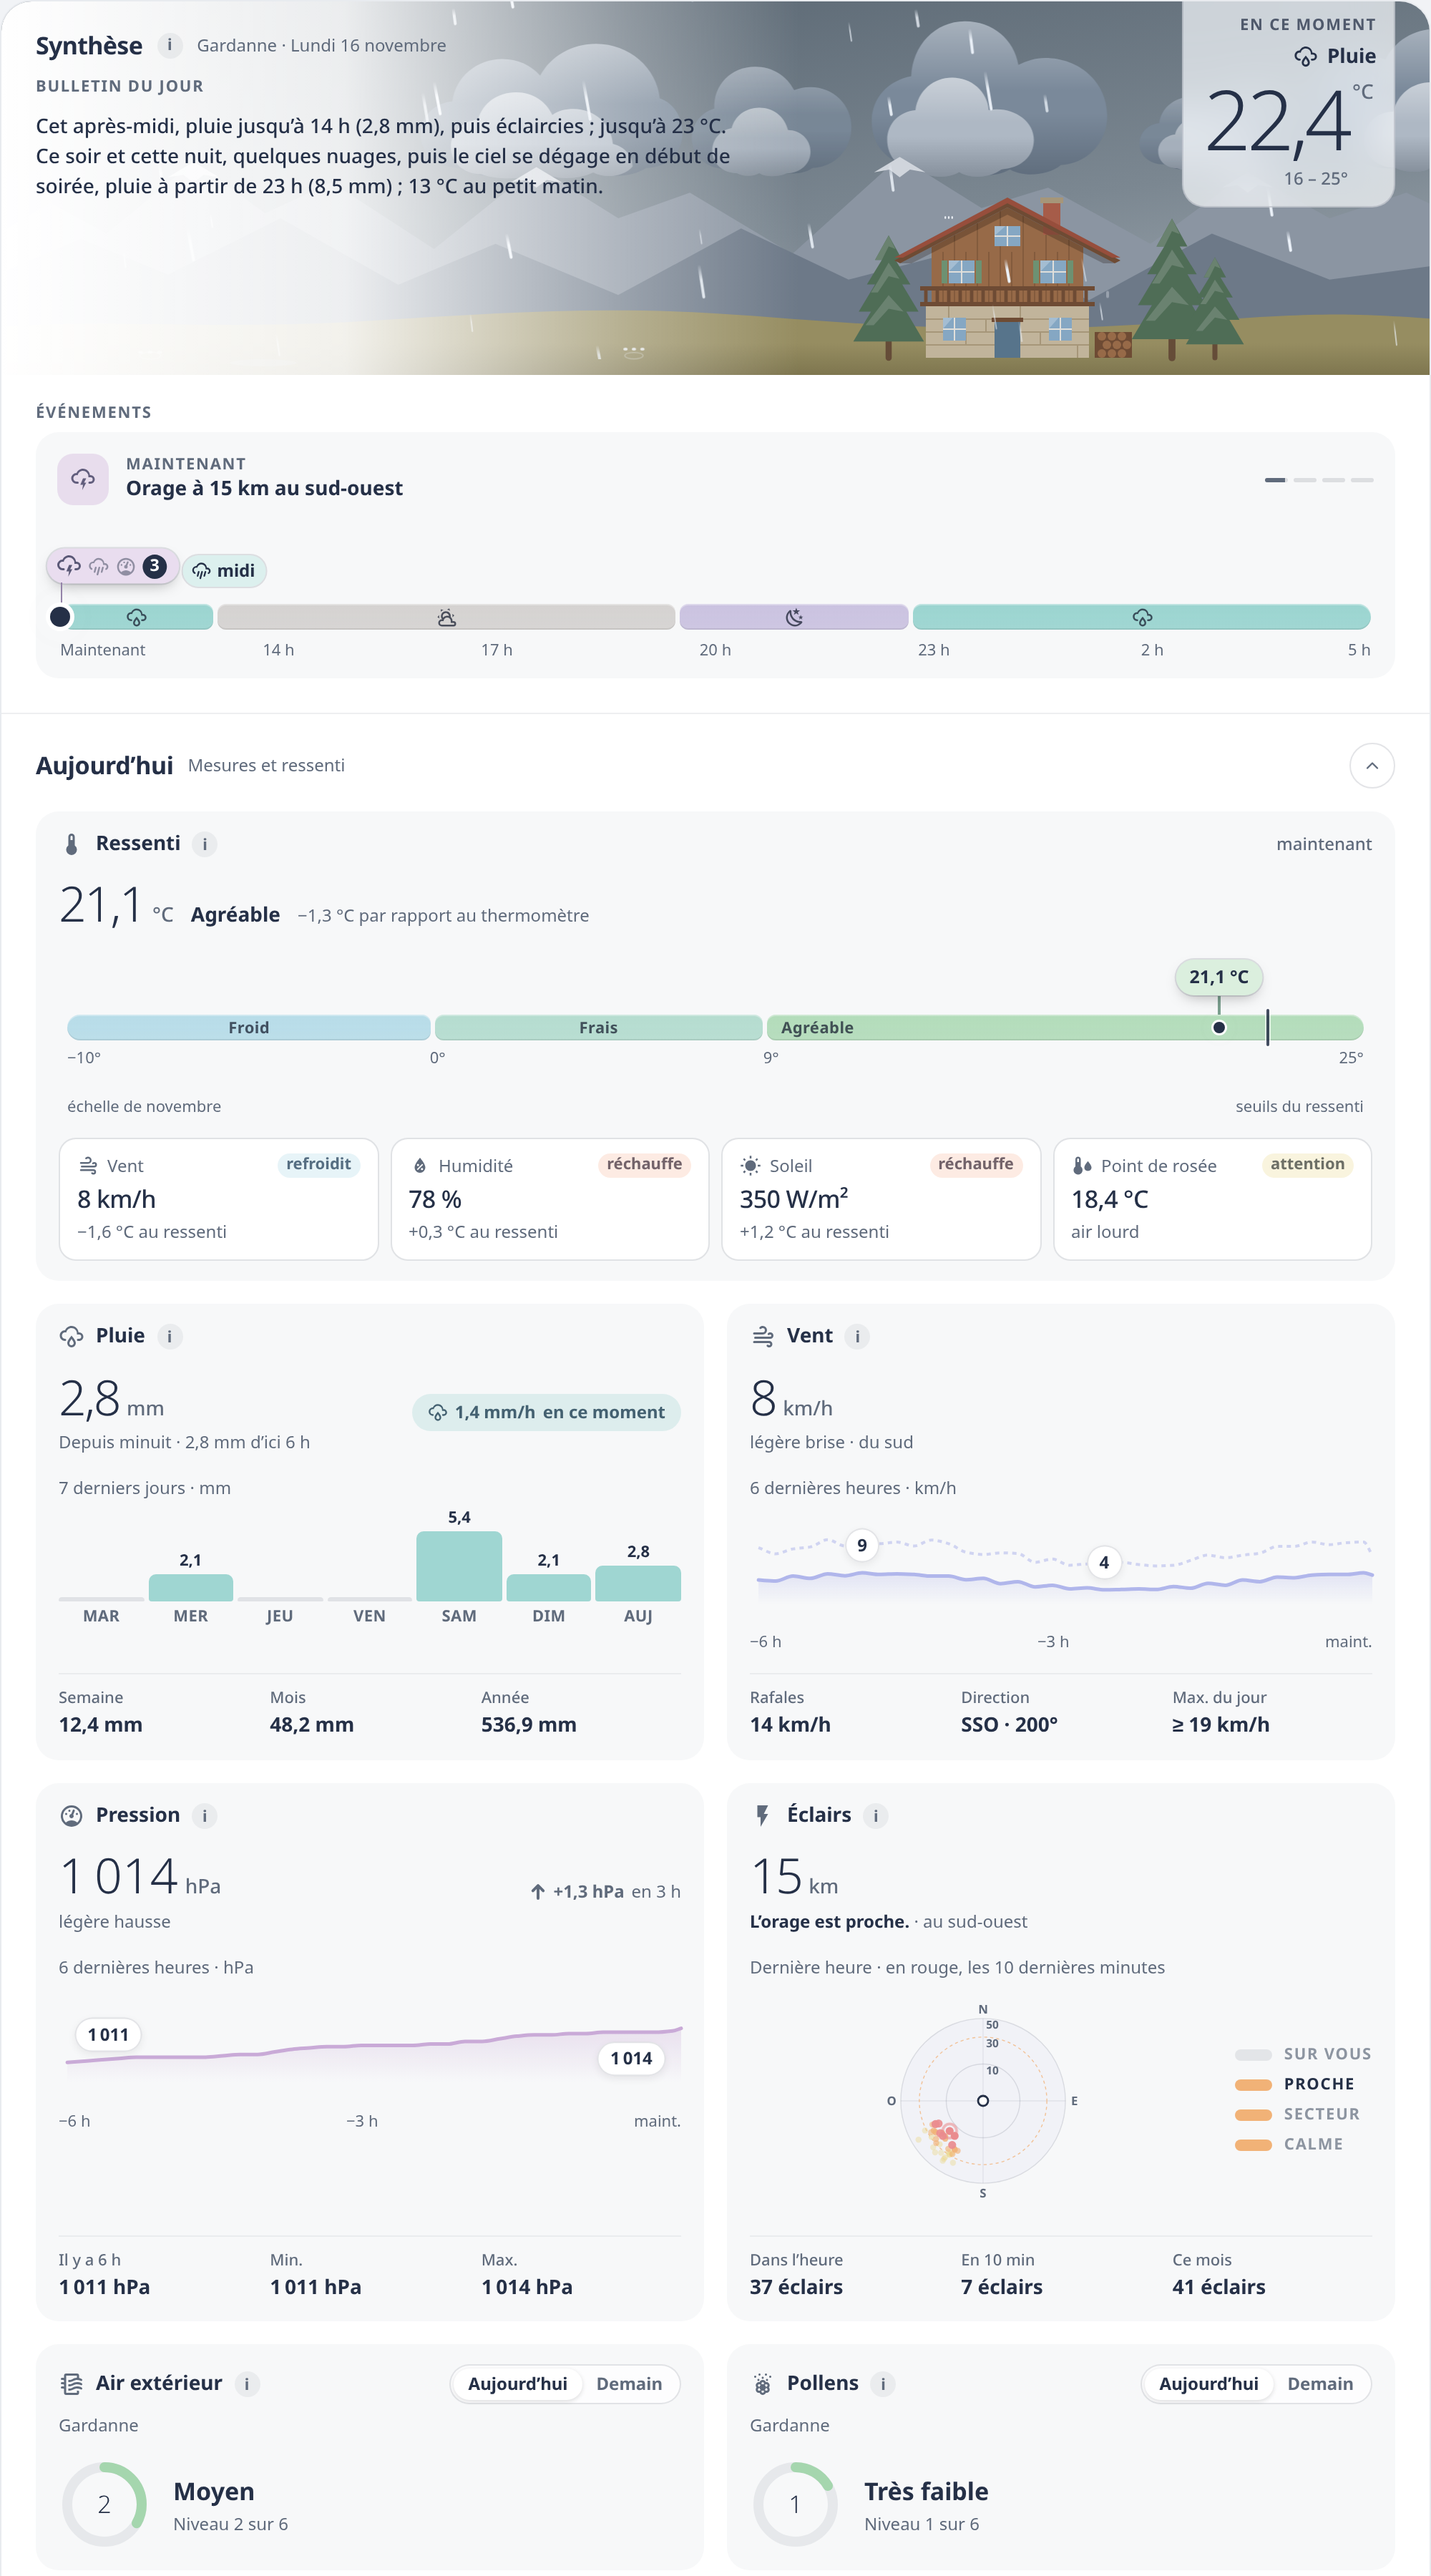 Synthèse i Gardanne · Lundi 16 novembre
BULLETIN DU JOUR
Cet après-midi, pluie jusqu’à 14 h (2,8 mm), puis éclaircies ; jusqu’à 23 °C.
Ce soir et cette nuit, quelques nuages, puis le ciel se dégage en début de
soirée, pluie à partir de 23 h (8,5 mm) ; 13 °C au petit matin.
EN CE MOMENT
Pluie
22,4 °C
16 – 25°
ÉVÉNEMENTS
MAINTENANT
Orage à 15 km au sud-ouest
3 midi
Maintenant 14 h 17 h 20 h 23 h 2 h 5 h
Aujourd’hui Mesures et ressenti
Ressenti i maintenant
21,1 °C Agréable −1,3 °C par rapport au thermomètre
21,1 °C
Froid Frais Agréable
−10° 0° 9° 25°
échelle de novembre seuils du ressenti
Vent refroidit
8 km/h
−1,6 °C au ressenti
Humidité réchauffe
78 %
+0,3 °C au ressenti
Soleil réchauffe
350 W/m²
+1,2 °C au ressenti
Point de rosée attention
18,4 °C
air lourd
Pluie i
2,8 mm
1,4 mm/h en ce moment
Depuis minuit · 2,8 mm d’ici 6 h
7 derniers jours · mm
2,1 5,4 2,1 2,8
MAR MER JEU VEN SAM DIM AUJ
Semaine Mois Année
12,4 mm 48,2 mm 536,9 mm
Vent i
8 km/h
légère brise · du sud
6 dernières heures · km/h
9 4
−6 h −3 h maint.
Rafales Direction Max. du jour
14 km/h SSO · 200° ≥ 19 km/h
Pression i
1 014 hPa
+1,3 hPa en 3 h
légère hausse
6 dernières heures · hPa
1 011 1 014
−6 h −3 h maint.
Il y a 6 h Min. Max.
1 011 hPa 1 011 hPa 1 014 hPa
Éclairs i
15 km
L’orage est proche. · au sud-ouest
Dernière heure · en rouge, les 10 dernières minutes
N
50
30
10
O E
S
SUR VOUS
PROCHE
SECTEUR
CALME
Dans l’heure En 10 min Ce mois
37 éclairs 7 éclairs 41 éclairs
Air extérieur i Aujourd’hui Demain
Gardanne
2 Moyen
Niveau 2 sur 6
Pollens i Aujourd’hui Demain
Gardanne
1 Très faible
Niveau 1 sur 6